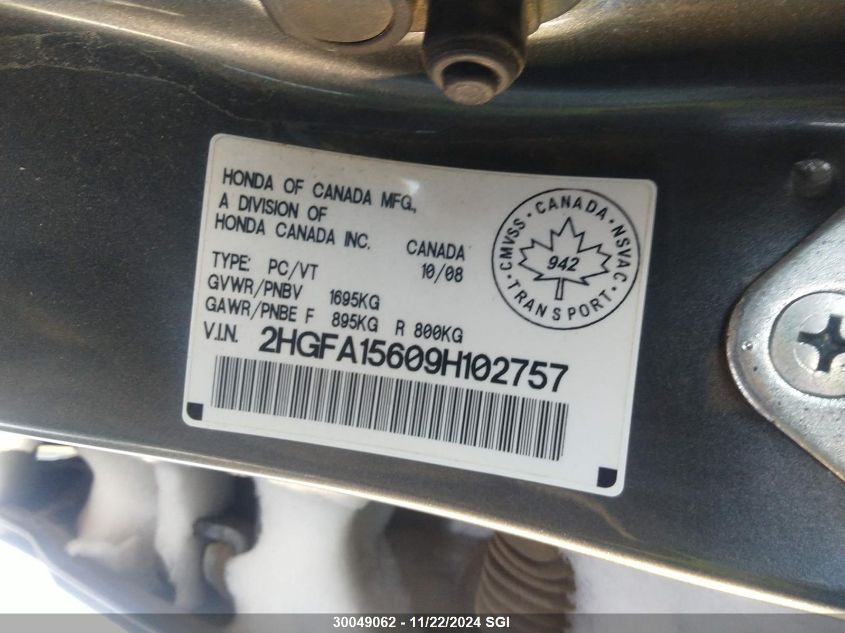 HONDA OF CANADA MFG.,
A DIVISION OF
HONDA CANADA INC. CANADA
TYPE: PC/VT 10/08
GVWR/PNBV 1695KG
GAWR/PNBE F 895KG R 800KG
V.I.N. 2HGFA15609H102757
CMVSS · CANADA · NSVAC
942
· TRANSPORT ·
30049062 - 11/22/2024 SGI